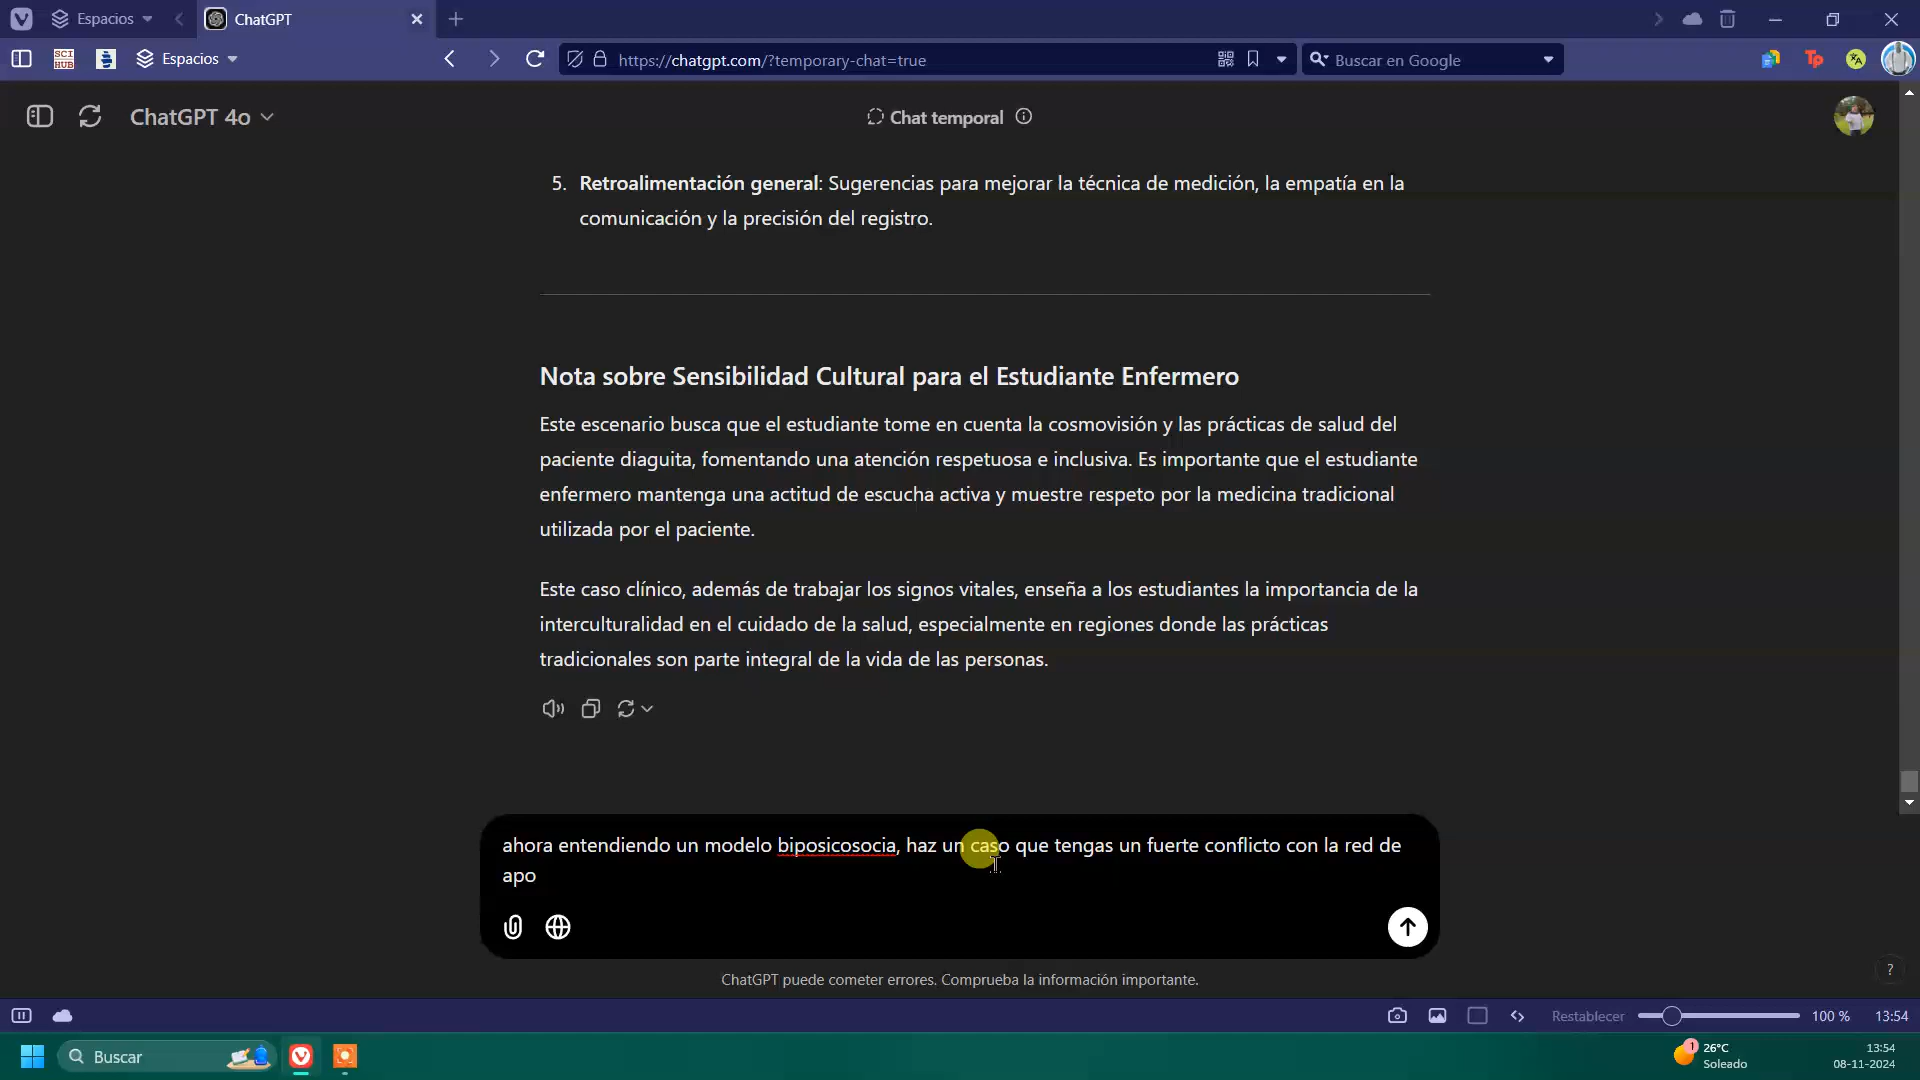 Espacios
ChatGPT
SCI
HUB
Espacios
https://chatgpt.com/?temporary-chat=true
Buscar en Google
Tp
ChatGPT 4o
Chat temporal
5. Retroalimentación general: Sugerencias para mejorar la técnica de medición, la empatía en la
comunicación y la precisión del registro.
Nota sobre Sensibilidad Cultural para el Estudiante Enfermero
Este escenario busca que el estudiante tome en cuenta la cosmovisión y las prácticas de salud del
paciente diaguita, fomentando una atención respetuosa e inclusiva. Es importante que el estudiante
enfermero mantenga una actitud de escucha activa y muestre respeto por la medicina tradicional
utilizada por el paciente.
Este caso clínico, además de trabajar los signos vitales, enseña a los estudiantes la importancia de la
interculturalidad en el cuidado de la salud, especialmente en regiones donde las prácticas
tradicionales son parte integral de la vida de las personas.
ahora entendiendo un modelo biposicosocia, haz un caso que tengas un fuerte conflicto con la red de
apo
ChatGPT puede cometer errores. Comprueba la información importante.
?
Restablecer
100 %
13:54
Buscar
1
26°C
Soleado
13:54
08-11-2024